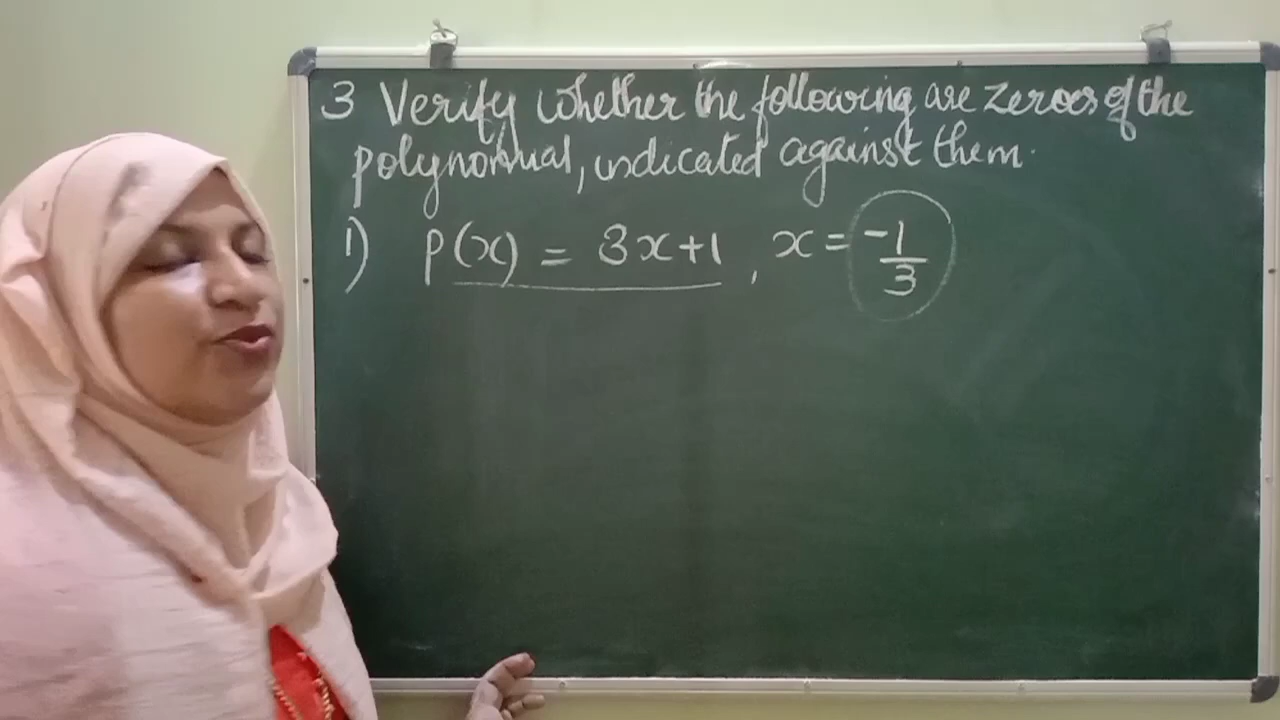 3 Verify whether the following are zeroes of the
polynomial, indicated against them.
1) p(x) = 3x+1, x = -1/3